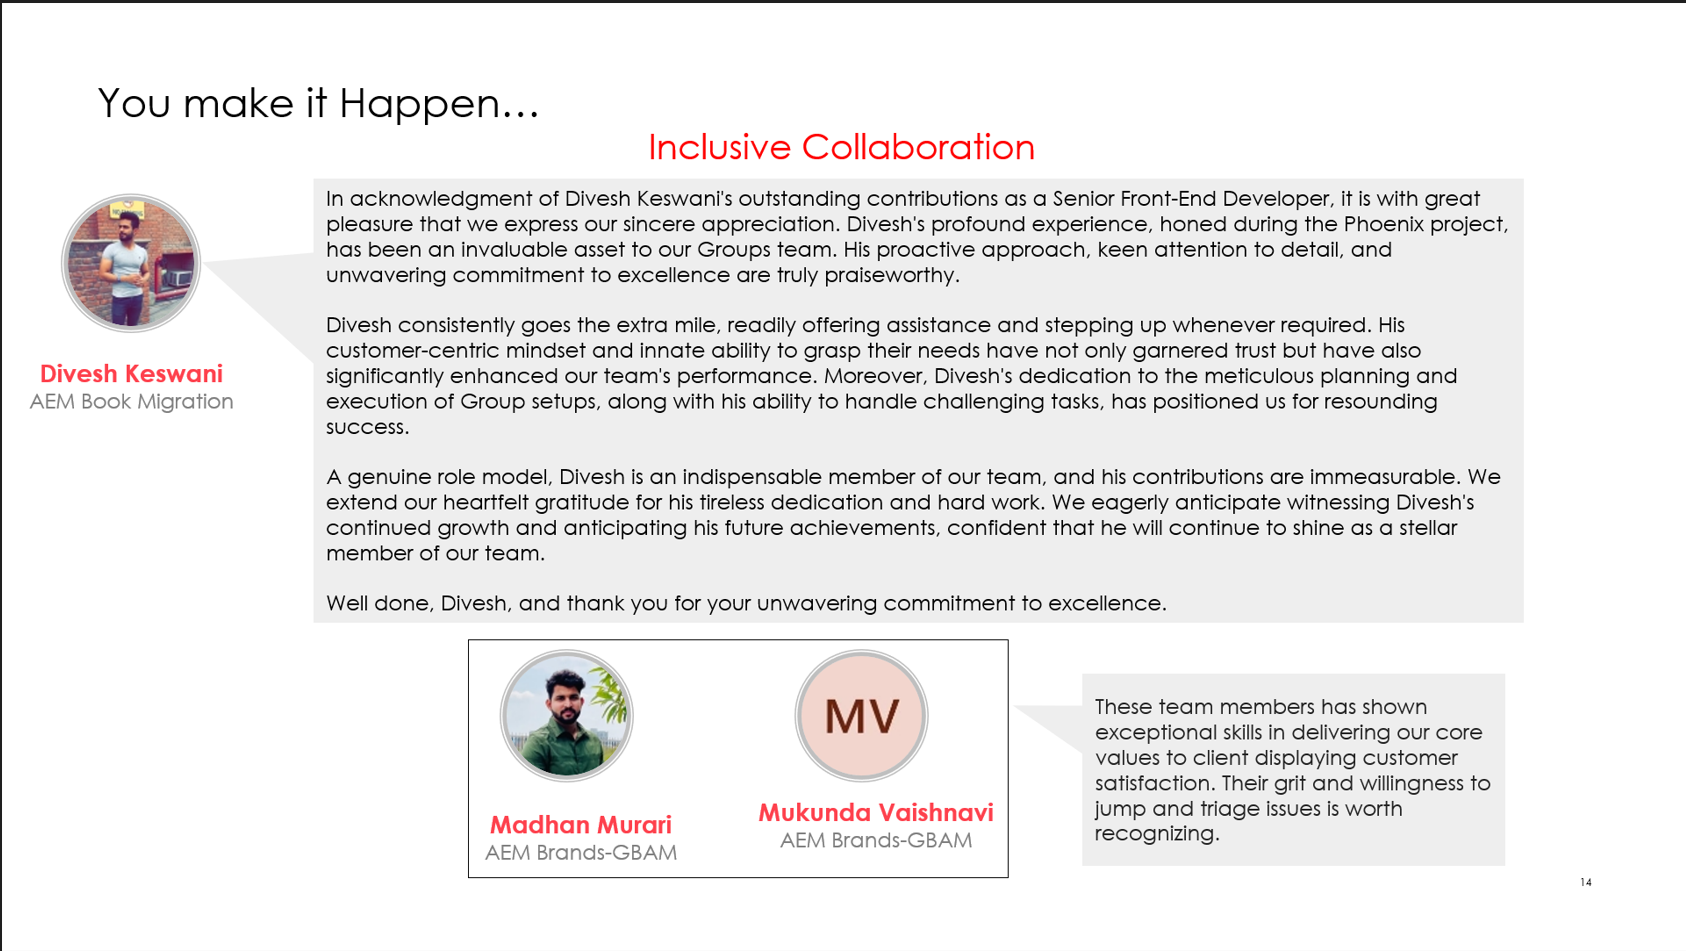 You make it Happen...
Inclusive Collaboration
In acknowledgment of Divesh Keswani's outstanding contributions as a Senior Front-End Developer, it is with great
pleasure that we express our sincere appreciation. Divesh's profound experience, honed during the Phoenix project,
has been an invaluable asset to our Groups team. His proactive approach, keen attention to detail, and
unwavering commitment to excellence are truly praiseworthy.
Divesh consistently goes the extra mile, readily offering assistance and stepping up whenever required. His
customer-centric mindset and innate ability to grasp their needs have not only garnered trust but have also
significantly enhanced our team's performance. Moreover, Divesh's dedication to the meticulous planning and
execution of Group setups, along with his ability to handle challenging tasks, has positioned us for resounding
success.
A genuine role model, Divesh is an indispensable member of our team, and his contributions are immeasurable. We
extend our heartfelt gratitude for his tireless dedication and hard work. We eagerly anticipate witnessing Divesh's
continued growth and anticipating his future achievements, confident that he will continue to shine as a stellar
member of our team.
Well done, Divesh, and thank you for your unwavering commitment to excellence.
Divesh Keswani
AEM Book Migration
MV
Madhan Murari
AEM Brands-GBAM
Mukunda Vaishnavi
AEM Brands-GBAM
These team members has shown
exceptional skills in delivering our core
values to client displaying customer
satisfaction. Their grit and willingness to
jump and triage issues is worth
recognizing.
14